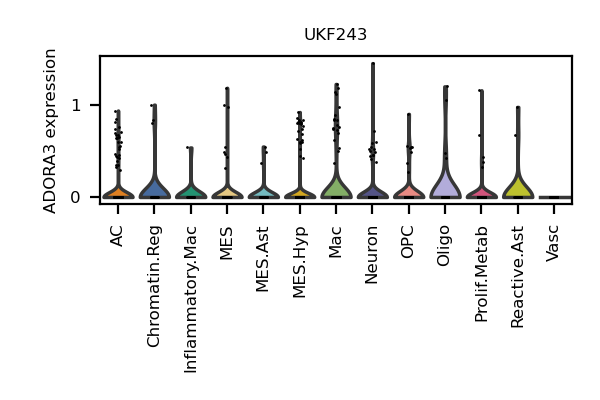 UKF243
ADORA3 expression
1
0
AC
Chromatin.Reg
Inflammatory.Mac
MES
MES.Ast
MES.Hyp
Mac
Neuron
OPC
Oligo
Prolif.Metab
Reactive.Ast
Vasc